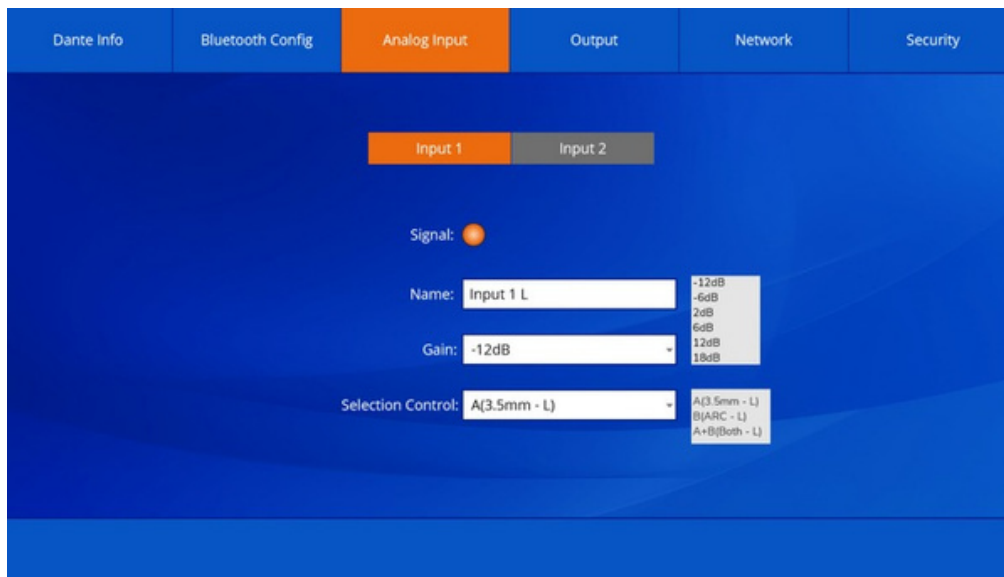 Dante Info Bluetooth Config Analog Input Output Network Security
Input 1 Input 2
Signal:
Name: Input 1 L
Gain: -12dB
Selection Control: A(3.5mm - L)
-12dB
-6dB
2dB
6dB
12dB
18dB
A(3.5mm - L)
B(ARC - L)
A+B(Both - L)